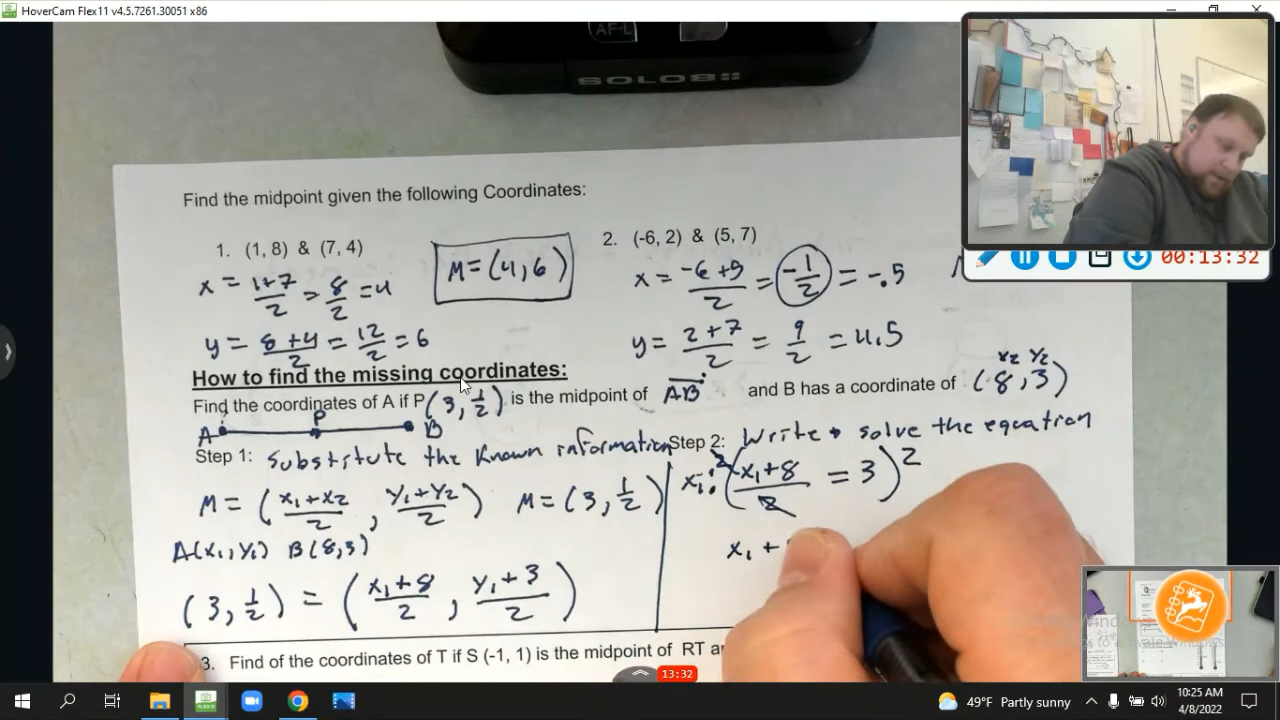 HoverCam Flex11 v4.5.7261.30051 x86
AF-L
SOLO8
00:13:32
Find the midpoint given the following Coordinates:
1. (1, 8) & (7, 4)
M=(4,6)
2. (-6, 2) & (5, 7)
x = 1+7/2 = 8/2 = 4
x = -6+5/2 = -1/2 = -.5
y = 8+4/2 = 12/2 = 6
y = 2+7/2 = 9/2 = 4.5
How to find the missing coordinates:
x2 y2
Find the coordinates of A if P(3, 1/2) is the midpoint of AB and B has a coordinate of (8,3)
?
A P B
Step 1: Substitute the known information
Step 2: Write + solve the equation
M = (x1+x2/2, y1+y2/2) M = (3, 1/2)
x1: 2(x1+8/2 = 3)2
A(x1,y1) B(8,3)
x1 +
(3, 1/2) = (x1+8/2, y1+3/2)
3. Find of the coordinates of T if S (-1, 1) is the midpoint of RT
13:32
49°F Partly sunny
10:25 AM
4/8/2022